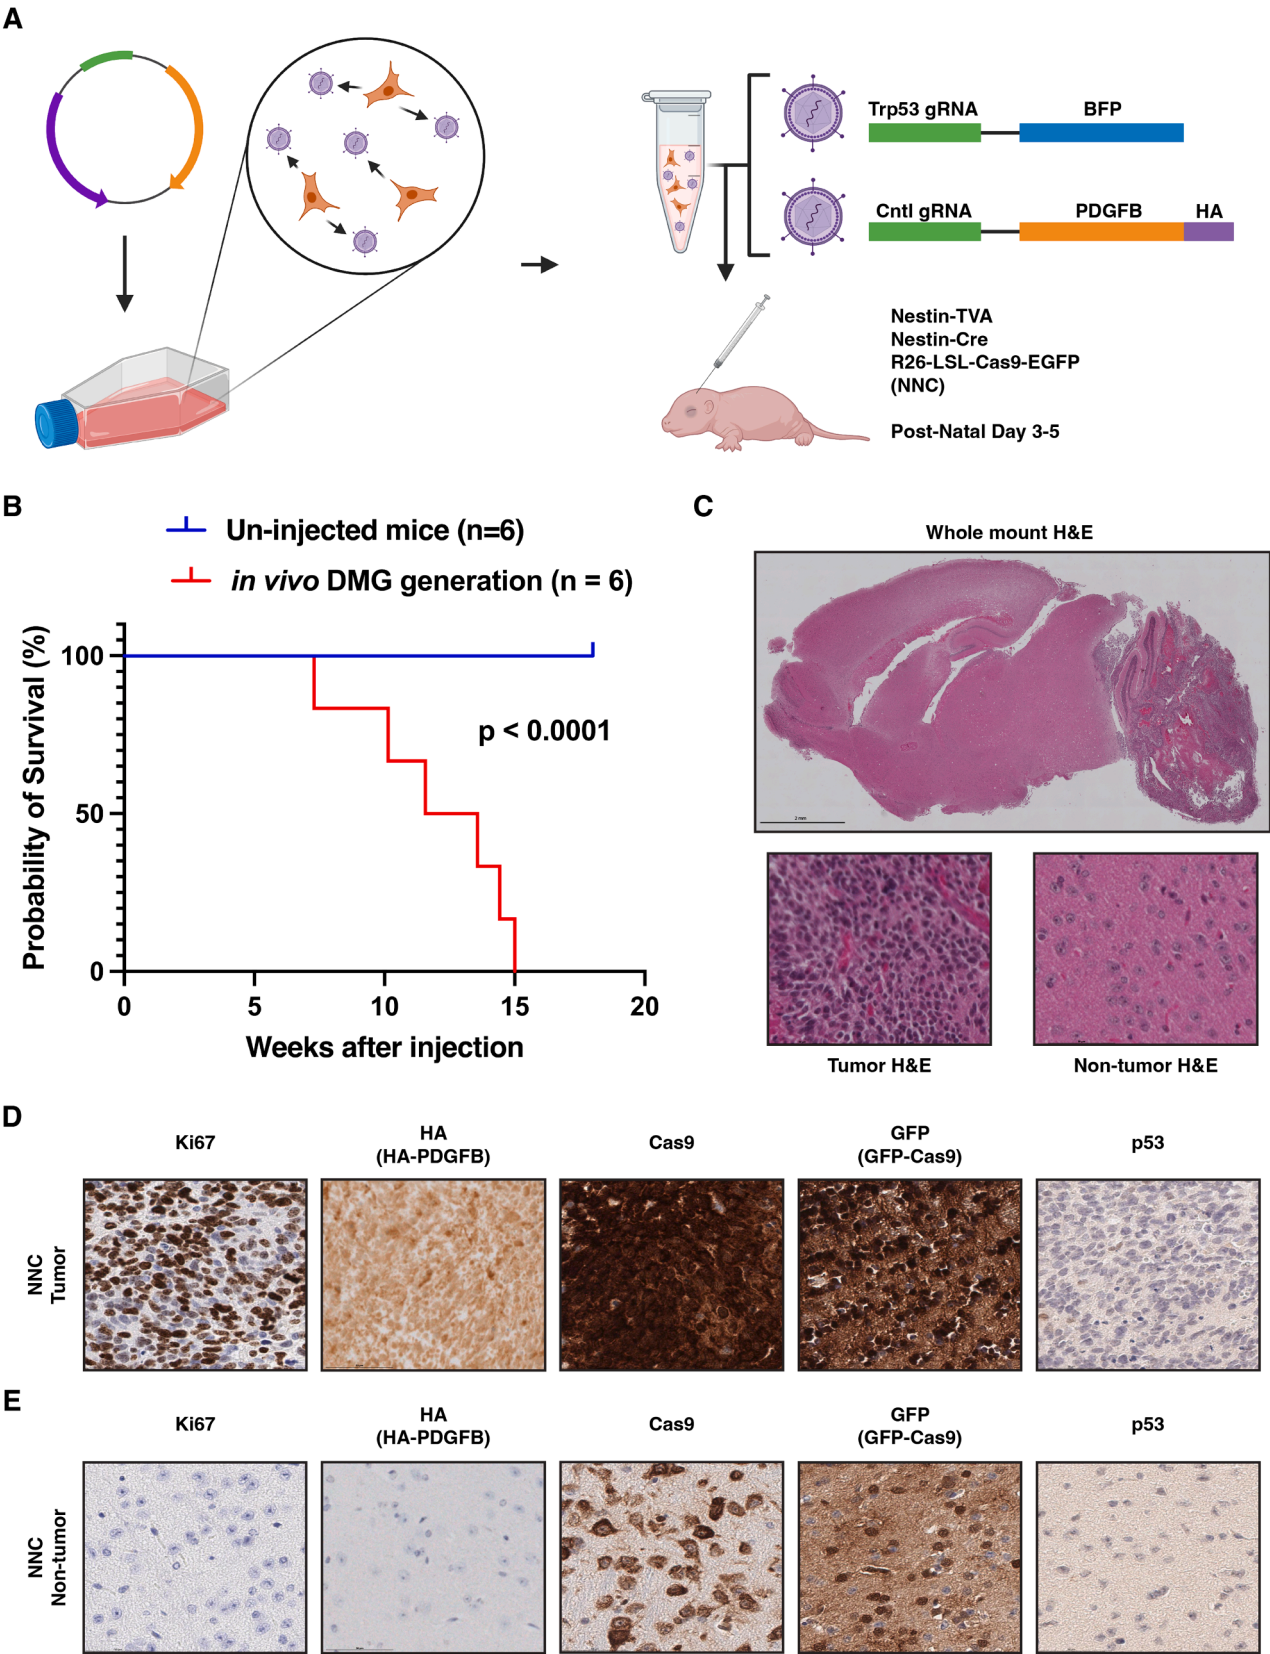 A
Trp53 gRNA
BFP
Cntl gRNA
PDGFB
HA
Nestin-TVA
Nestin-Cre
R26-LSL-Cas9-EGFP
(NNC)
Post-Natal Day 3-5
B
Un-injected mice (n=6)
in vivo DMG generation (n = 6)
Probability of Survival (%)
100
50
0
p < 0.0001
0
5
10
15
20
Weeks after injection
C
Whole mount H&E
2 mm
Tumor H&E
Non-tumor H&E
D
Ki67
HA
(HA-PDGFB)
Cas9
GFP
(GFP-Cas9)
p53
NNC
Tumor
E
Ki67
HA
(HA-PDGFB)
Cas9
GFP
(GFP-Cas9)
p53
NNC
Non-tumor